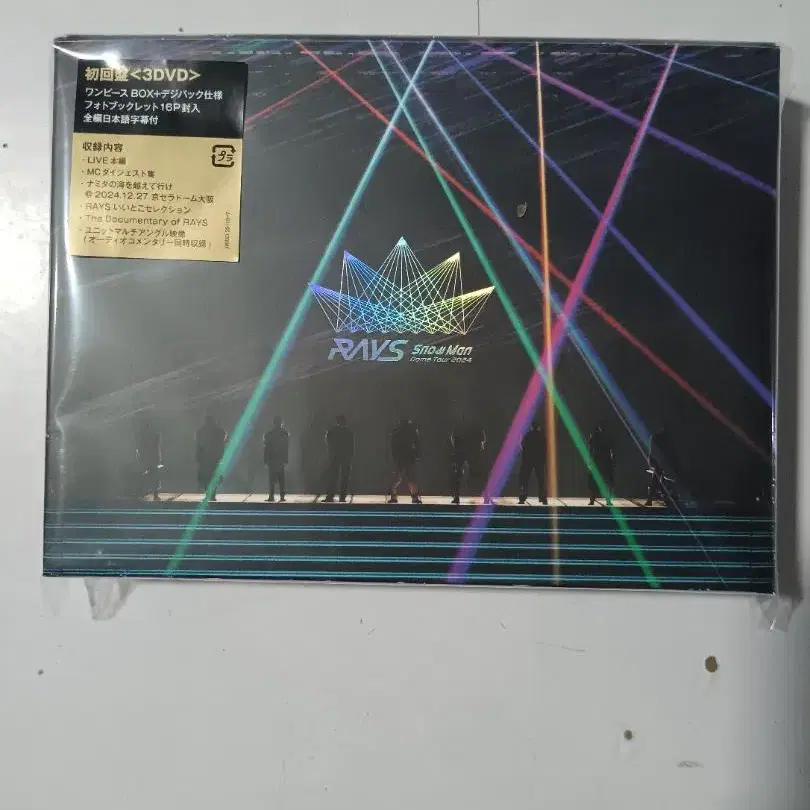 初回盤<3DVD>
ワンピースBOX+デジパック仕様
フォトブックレット16P封入
全編日本語字幕付
収録内容
・LIVE本編
・MCダイジェスト集
・ナミダの海を越えて行け
@2024.12.27 京セラドーム大阪
・RAYS いいとこセレクション
・The Documentary of RAYS
・ユニットマルチアングル映像
(オーディオコメンタリー同時収録)
プラ
RAYS Snow Man
Dome Tour 2024